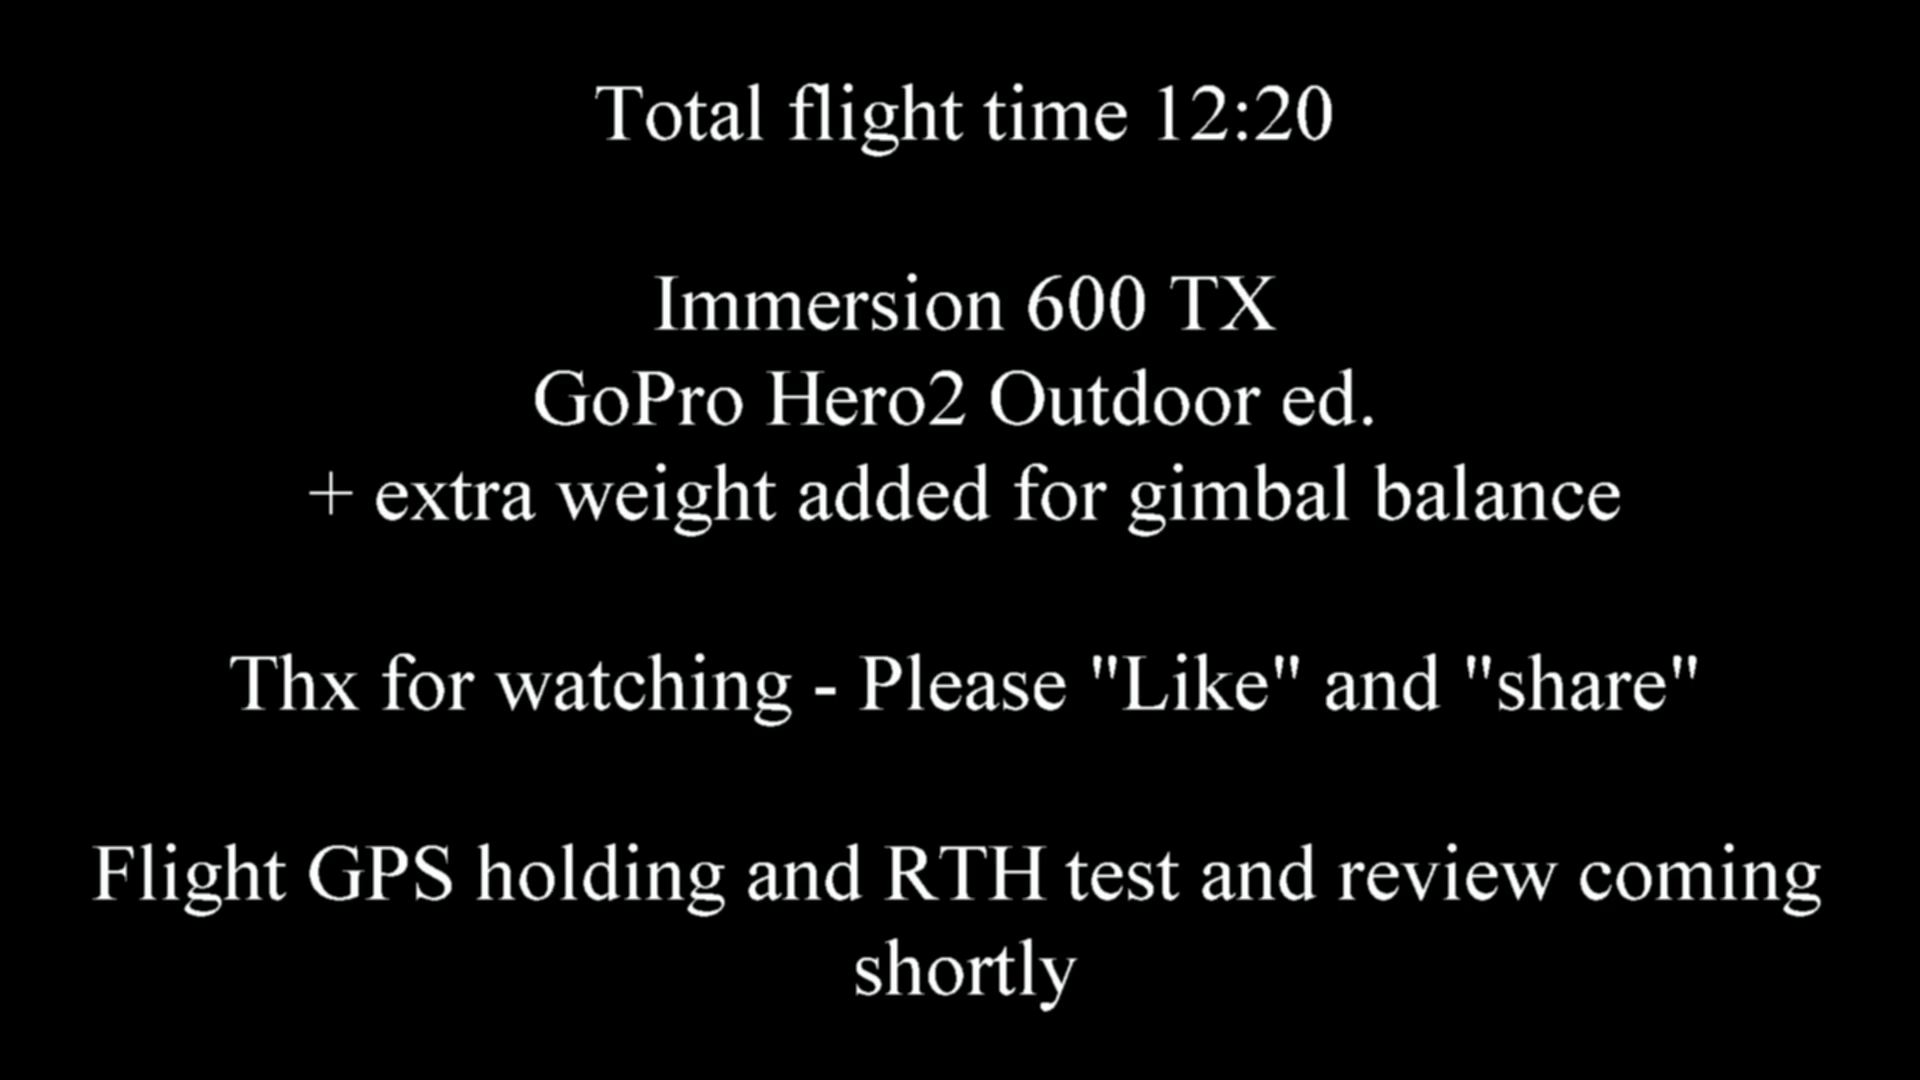 Total flight time 12:20
Immersion 600 TX
GoPro Hero2 Outdoor ed.
+ extra weight added for gimbal balance
Thx for watching - Please "Like" and "share"
Flight GPS holding and RTH test and review coming
shortly